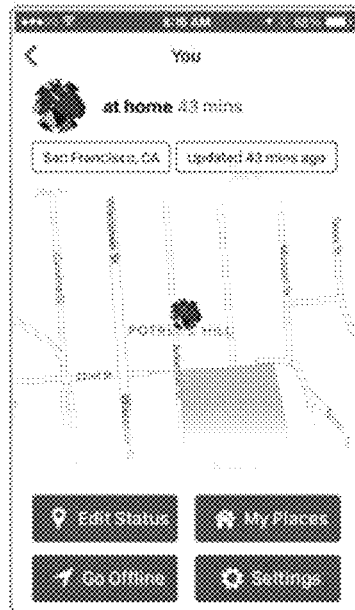 You
at home 43 mins
San Francisco, CA
Updated 43 mins ago
Edit Status
My Places
Go Offline
Settings